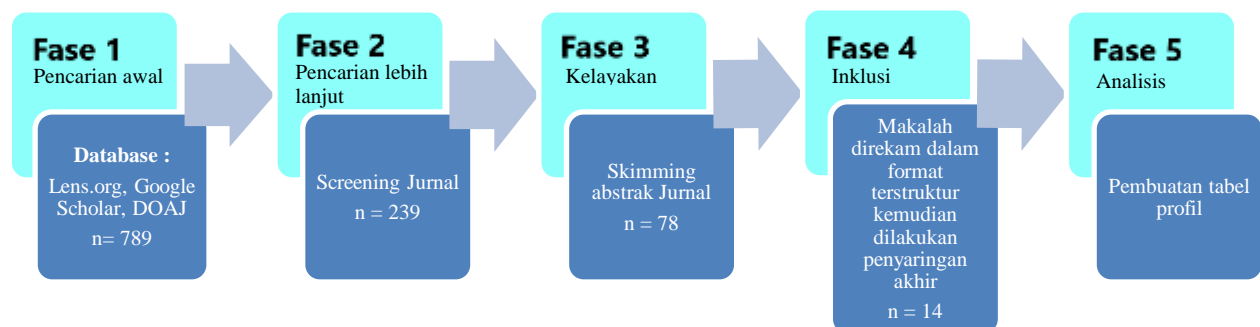 Fase 1
Pencarian awal
Database :
Lens.org, Google
Scholar, DOAJ
n= 789
Fase 2
Pencarian lebih
lanjut
Screening Jurnal
n = 239
Fase 3
Kelayakan
Skimming
abstrak Jurnal
n = 78
Fase 4
Inklusi
Makalah
direkam dalam
format
terstruktur
kemudian
dilakukan
penyaringan
akhir
n = 14
Fase 5
Analisis
Pembuatan tabel
profil